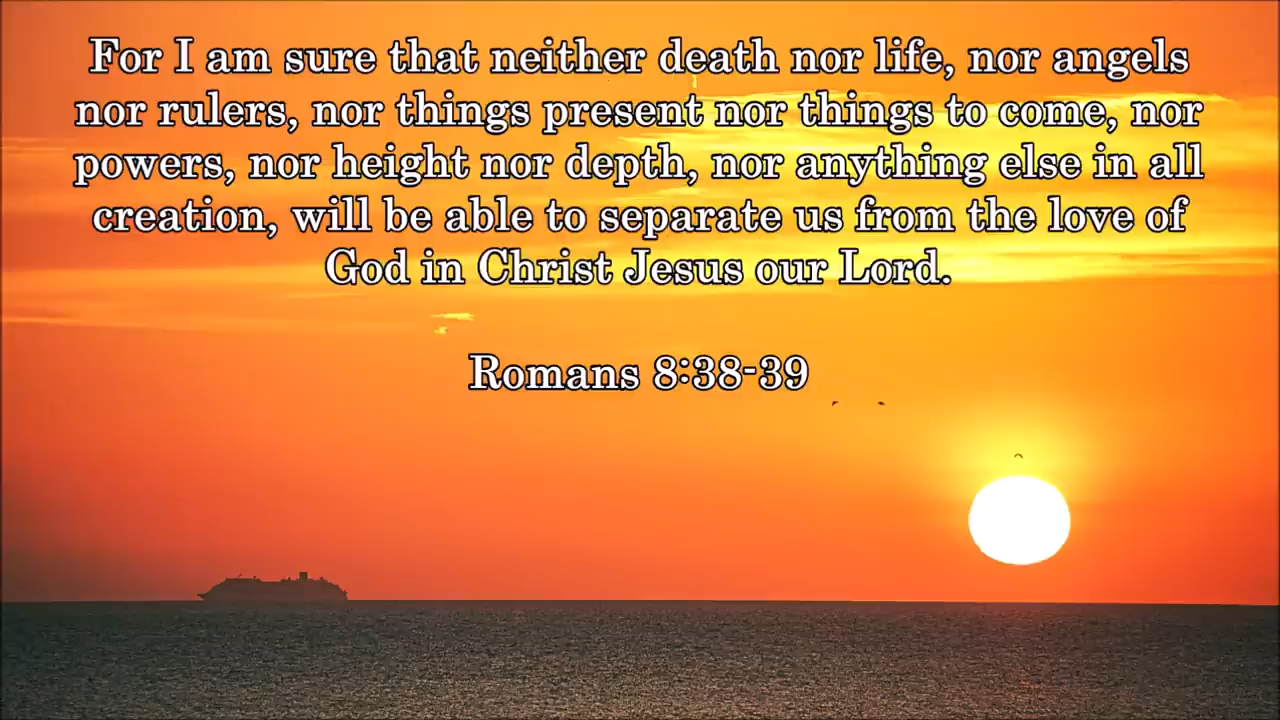 For I am sure that neither death nor life, nor angels
nor rulers, nor things present nor things to come, nor
powers, nor height nor depth, nor anything else in all
creation, will be able to separate us from the love of
God in Christ Jesus our Lord.
Romans 8:38-39